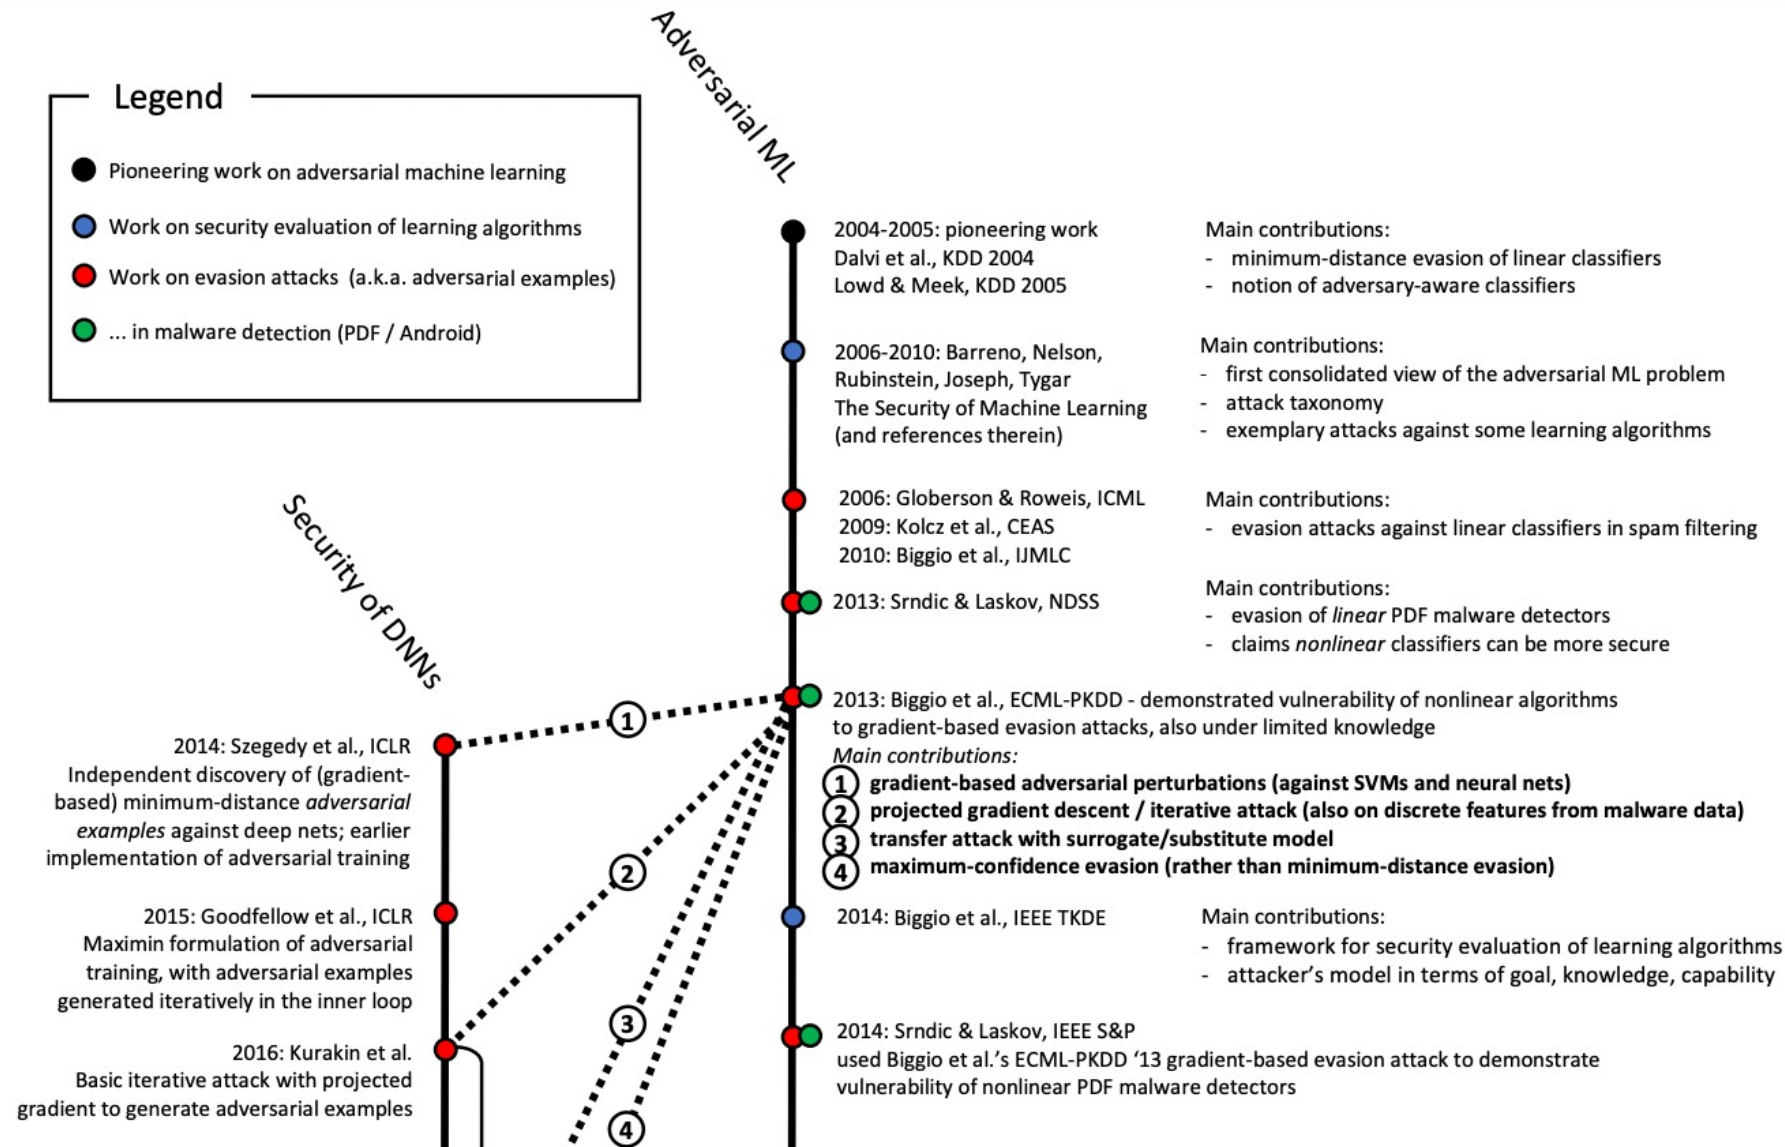 Adversarial ML
Legend
Pioneering work on adversarial machine learning
Work on security evaluation of learning algorithms
Work on evasion attacks (a.k.a. adversarial examples)
... in malware detection (PDF / Android)
2004-2005: pioneering work
Dalvi et al., KDD 2004
Lowd & Meek, KDD 2005
Main contributions:
- minimum-distance evasion of linear classifiers
- notion of adversary-aware classifiers
2006-2010: Barreno, Nelson,
Rubinstein, Joseph, Tygar
The Security of Machine Learning
(and references therein)
Main contributions:
- first consolidated view of the adversarial ML problem
- attack taxonomy
- exemplary attacks against some learning algorithms
2006: Globerson & Roweis, ICML
2009: Kolcz et al., CEAS
2010: Biggio et al., IJMLC
Main contributions:
- evasion attacks against linear classifiers in spam filtering
2013: Srndic & Laskov, NDSS
Main contributions:
- evasion of linear PDF malware detectors
- claims nonlinear classifiers can be more secure
2013: Biggio et al., ECML-PKDD - demonstrated vulnerability of nonlinear algorithms
to gradient-based evasion attacks, also under limited knowledge
Main contributions:
1 gradient-based adversarial perturbations (against SVMs and neural nets)
2 projected gradient descent / iterative attack (also on discrete features from malware data)
3 transfer attack with surrogate/substitute model
4 maximum-confidence evasion (rather than minimum-distance evasion)
2014: Biggio et al., IEEE TKDE
Main contributions:
- framework for security evaluation of learning algorithms
- attacker's model in terms of goal, knowledge, capability
2014: Srndic & Laskov, IEEE S&P
used Biggio et al.'s ECML-PKDD ‘13 gradient-based evasion attack to demonstrate
vulnerability of nonlinear PDF malware detectors
Security of DNNs
2014: Szegedy et al., ICLR
Independent discovery of (gradient-
based) minimum-distance adversarial
examples against deep nets; earlier
implementation of adversarial training
2015: Goodfellow et al., ICLR
Maximin formulation of adversarial
training, with adversarial examples
generated iteratively in the inner loop
2016: Kurakin et al.
Basic iterative attack with projected
gradient to generate adversarial examples
1
2
3
4